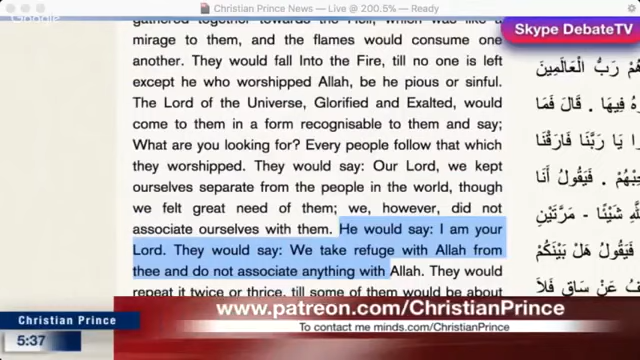 Christian Prince News — Live @ 200.5% — Ready
Google
Skype DebateTV
gathered together towards the Hell, which was like a
mirage to them, and the flames would consume one
another. They would fall Into the Fire, till no one is left
except he who worshipped Allah, be he pious or sinful.
The Lord of the Universe, Glorified and Exalted, would
come to them in a form recognisable to them and say;
What are you looking for? Every people follow that which
they worshipped. They would say: Our Lord, we kept
ourselves separate from the people in the world, though
we felt great need of them; we, however, did not
associate ourselves with them. He would say: I am your
Lord. They would say: We take refuge with Allah from
thee and do not associate anything with Allah. They would
repeat it twice or thrice, till some of them would be about
هُمْ رَبُّ الْعَالَمِينَ
فِيهَا ‏.‏ قَالَ فَمَا
يَا رَبَّنَا فَارَقْنَا
فَيَقُولُ أَنَا
شَيْئًا - مَرَّتَيْنِ
فَيَقُولُ هَلْ بَيْنَكُمْ
عَنْ سَاقٍ فَلاَ
www.patreon.com/ChristianPrince
To contact me minds.com/ChristianPrince
Christian Prince
5:37